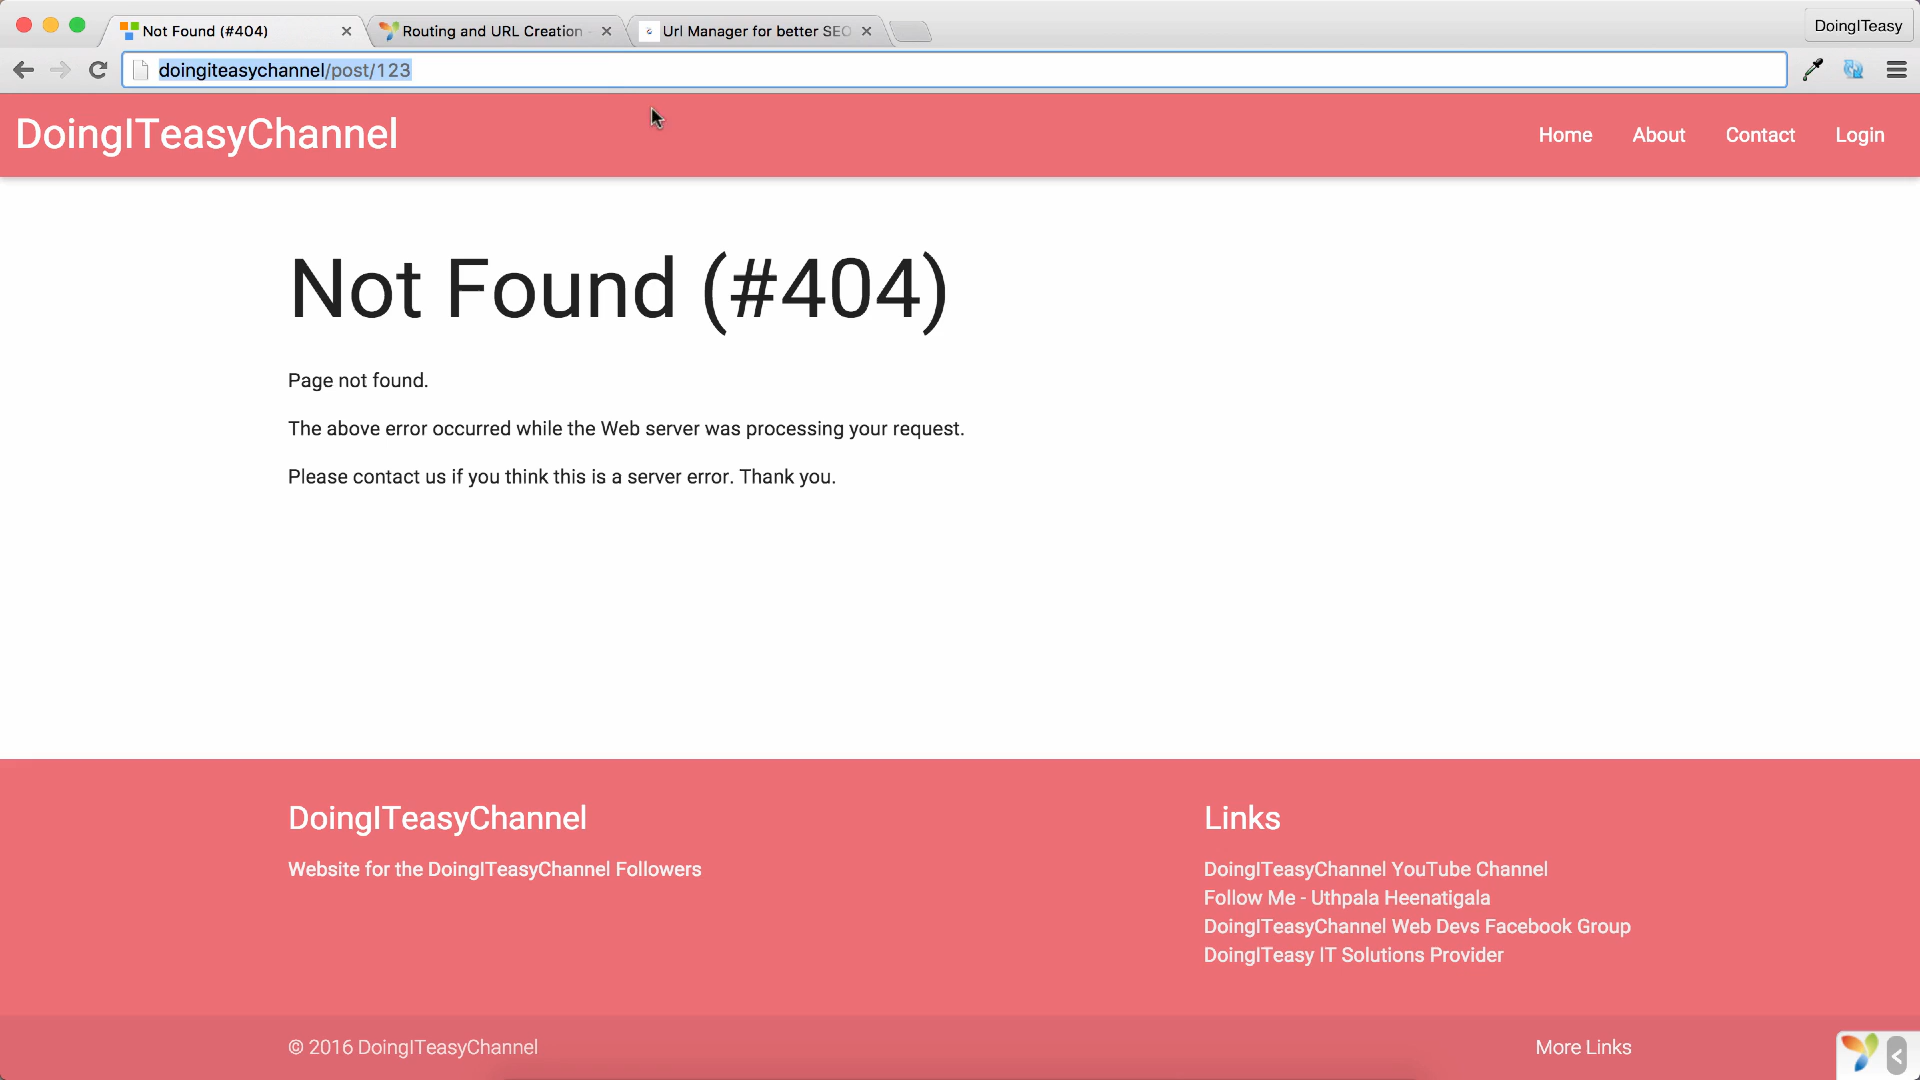 Not Found (#404)
Routing and URL Creation
Url Manager for better SEO
DoingITeasy
doingiteasychannel/post/123
DoingITeasyChannel
Home
About
Contact
Login
Not Found (#404)
Page not found.
The above error occurred while the Web server was processing your request.
Please contact us if you think this is a server error. Thank you.
DoingITeasyChannel
Website for the DoingITeasyChannel Followers
Links
DoingITeasyChannel YouTube Channel
Follow Me - Uthpala Heenatigala
DoingITeasyChannel Web Devs Facebook Group
DoingITeasy IT Solutions Provider
© 2016 DoingITeasyChannel
More Links